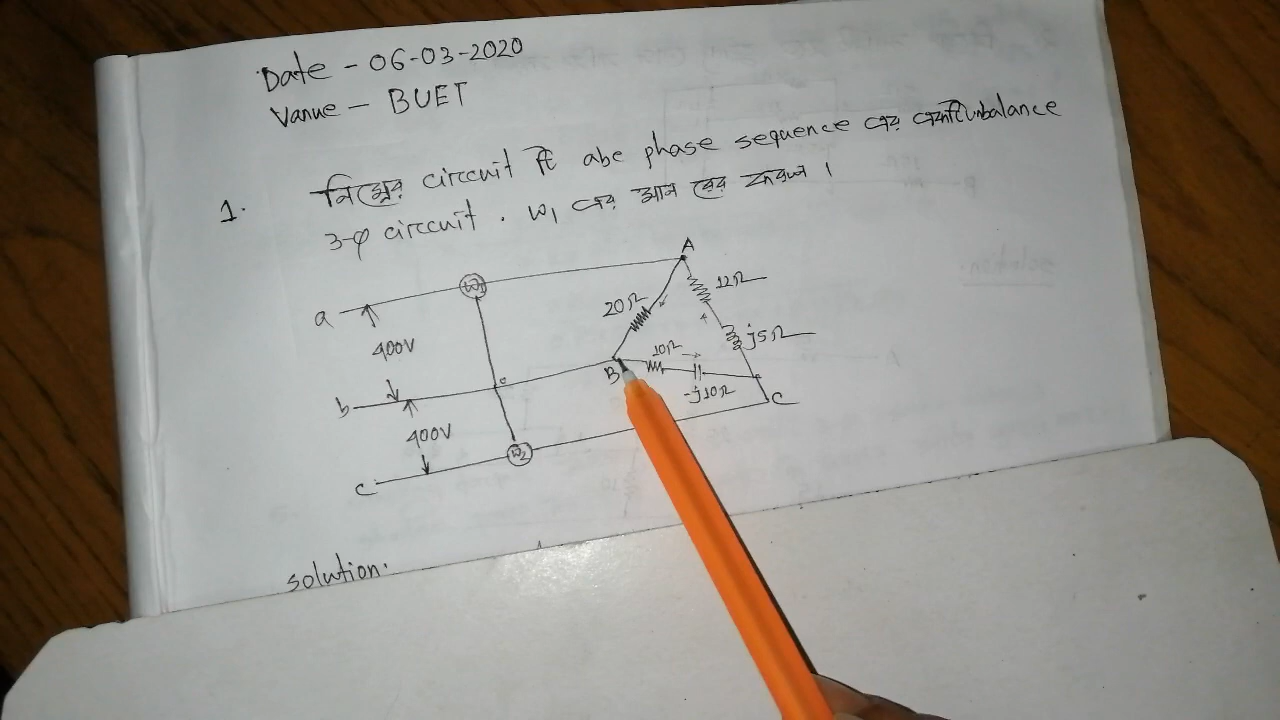 Date - 06-03-2020
Vanue - BUET
1. নিম্নের circuit টি abc phase sequence এর একটি unbalance
3-φ circuit. W₁ এর মান বের করুন।
A
W₁
a
20Ω
12Ω
400V
j5Ω
10Ω
B
-j10Ω
b
c
C
400V
W₂
c
solution.